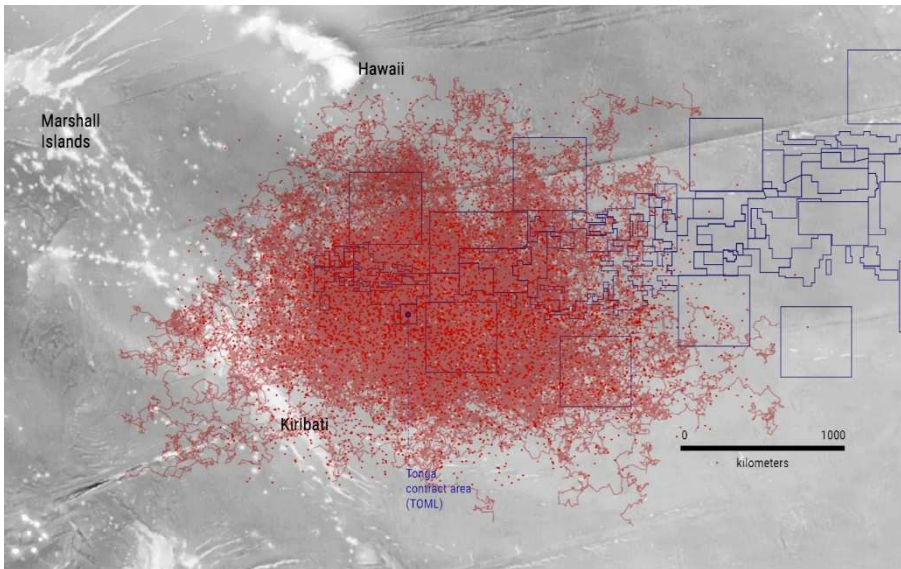 Hawaii
Marshall
Islands
Kiribati
0 1000
kilometers
Tonga
contract area
(TOML)